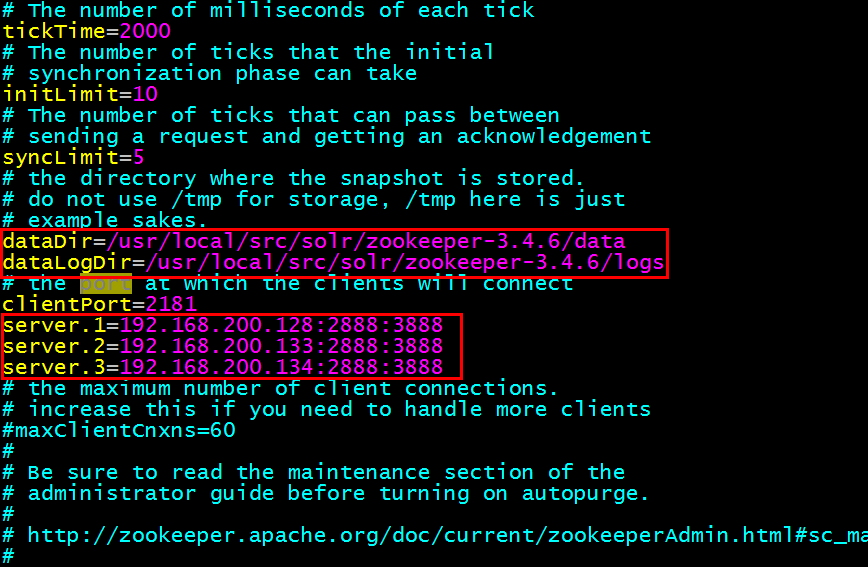 # The number of milliseconds of each tick
tickTime=2000
# The number of ticks that the initial
# synchronization phase can take
initLimit=10
# The number of ticks that can pass between
# sending a request and getting an acknowledgement
syncLimit=5
# the directory where the snapshot is stored.
# do not use /tmp for storage, /tmp here is just
# example sakes.
dataDir=/usr/local/src/solr/zookeeper-3.4.6/data
dataLogDir=/usr/local/src/solr/zookeeper-3.4.6/logs
# the port at which the clients will connect
clientPort=2181
server.1=192.168.200.128:2888:3888
server.2=192.168.200.133:2888:3888
server.3=192.168.200.134:2888:3888
# the maximum number of client connections.
# increase this if you need to handle more clients
#maxClientCnxns=60
#
# Be sure to read the maintenance section of the
# administrator guide before turning on autopurge.
#
# http://zookeeper.apache.org/doc/current/zookeeperAdmin.html#sc_ma
#